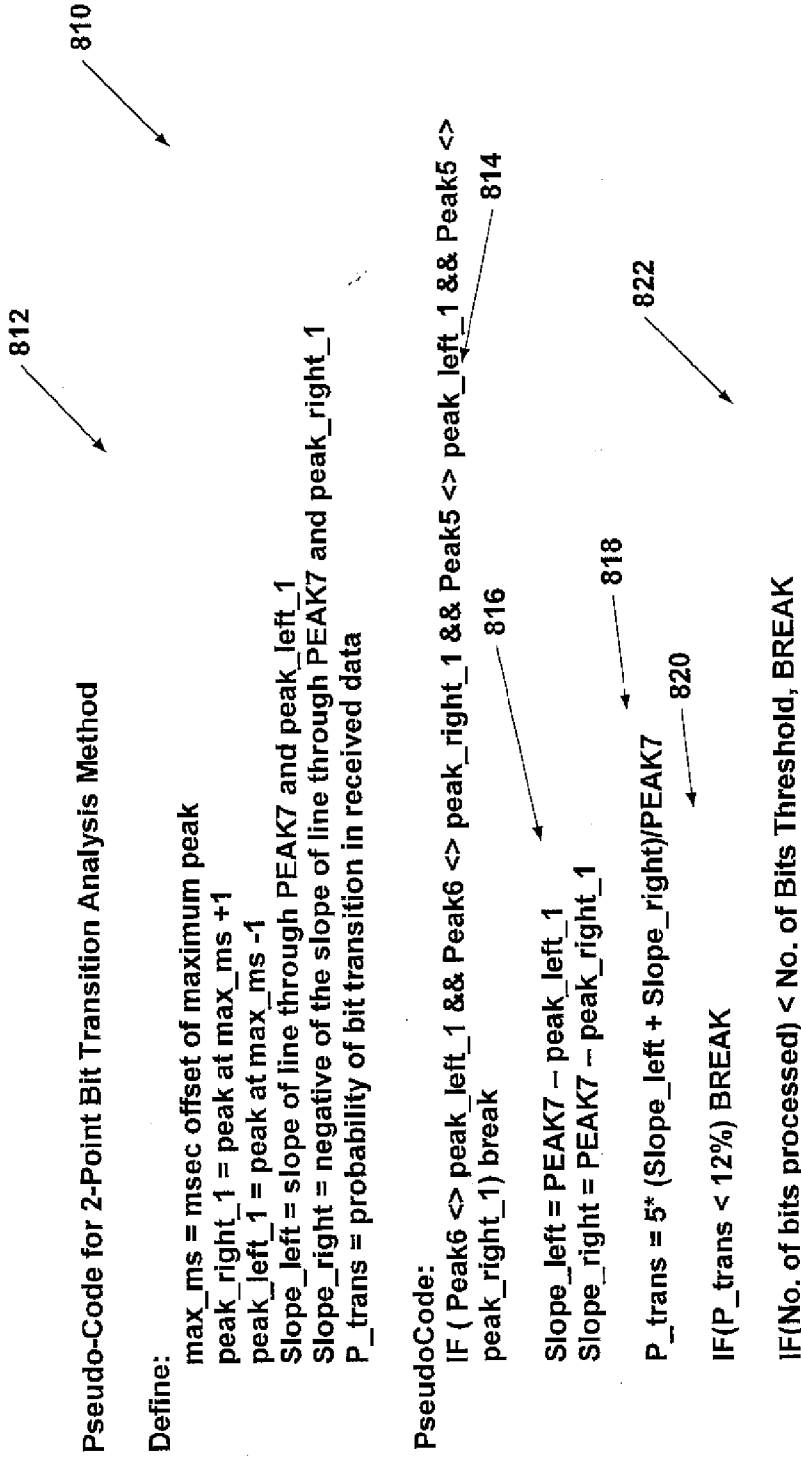 810
812
Pseudo-Code for 2-Point Bit Transition Analysis Method
Define:
max_ms = msec offset of maximum peak
peak_right_1 = peak at max_ms +1
peak_left_1 = peak at max_ms -1
Slope_left = slope of line through PEAK7 and peak_left_1
Slope_right = negative of the slope of line through PEAK7 and peak_right_1
P_trans = probability of bit transition in received data
PseudoCode:
IF ( Peak6 <> peak_left_1 && Peak6 <> peak_right_1 && Peak5 <> peak_left_1 && Peak5 <>
peak_right_1) break
814
816
Slope_left = PEAK7 – peak_left_1
Slope_right = PEAK7 – peak_right_1
818
P_trans = 5* (Slope_left + Slope_right)/PEAK7
820
822
IF(P_trans < 12%) BREAK
IF(No. of bits processed) < No. of Bits Threshold, BREAK